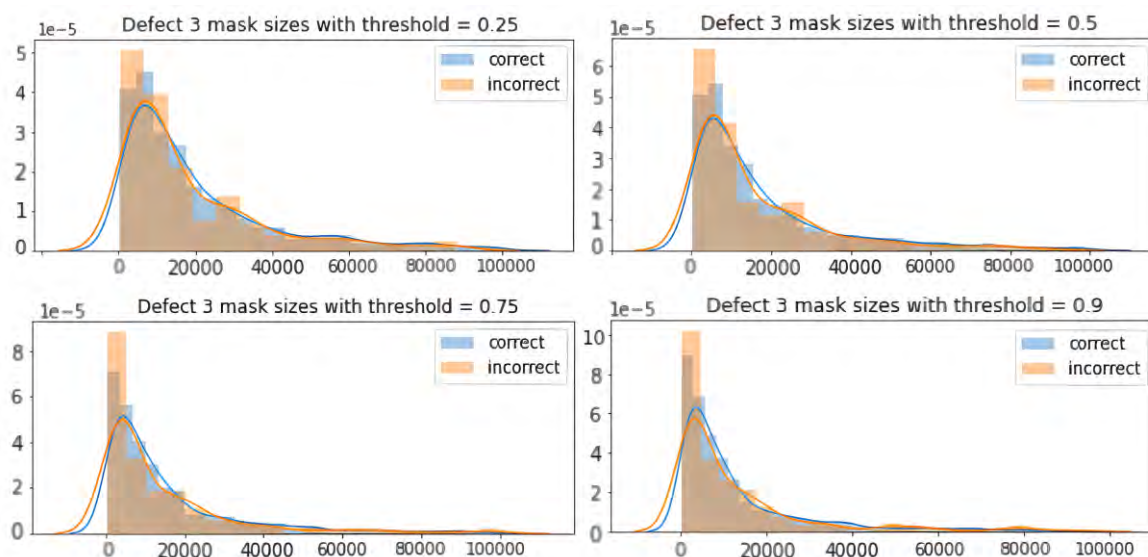 Defect 3 mask sizes with threshold = 0.25
1e−5
correct
incorrect
5
4
3
2
1
0
0 20000 40000 60000 80000 100000
Defect 3 mask sizes with threshold = 0.5
1e−5
correct
incorrect
6
5
4
3
2
1
0
0 20000 40000 60000 80000 100000
Defect 3 mask sizes with threshold = 0.75
1e−5
correct
incorrect
8
6
4
2
0
0 20000 40000 60000 80000 100000
Defect 3 mask sizes with threshold = 0.9
1e−5
correct
incorrect
10
8
6
4
2
0
0 20000 40000 60000 80000 100000